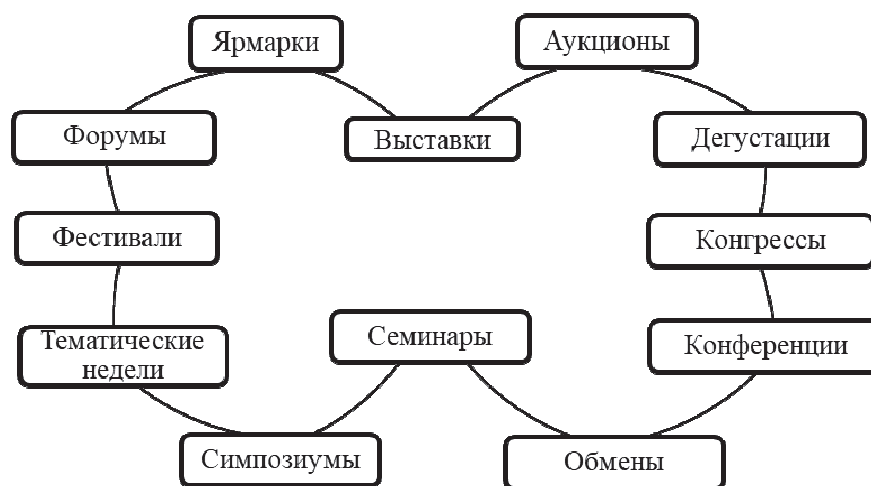 Ярмарки
Аукционы
Форумы
Выставки
Дегустации
Фестивали
Конгрессы
Тематические
недели
Семинары
Конференции
Симпозиумы
Обмены